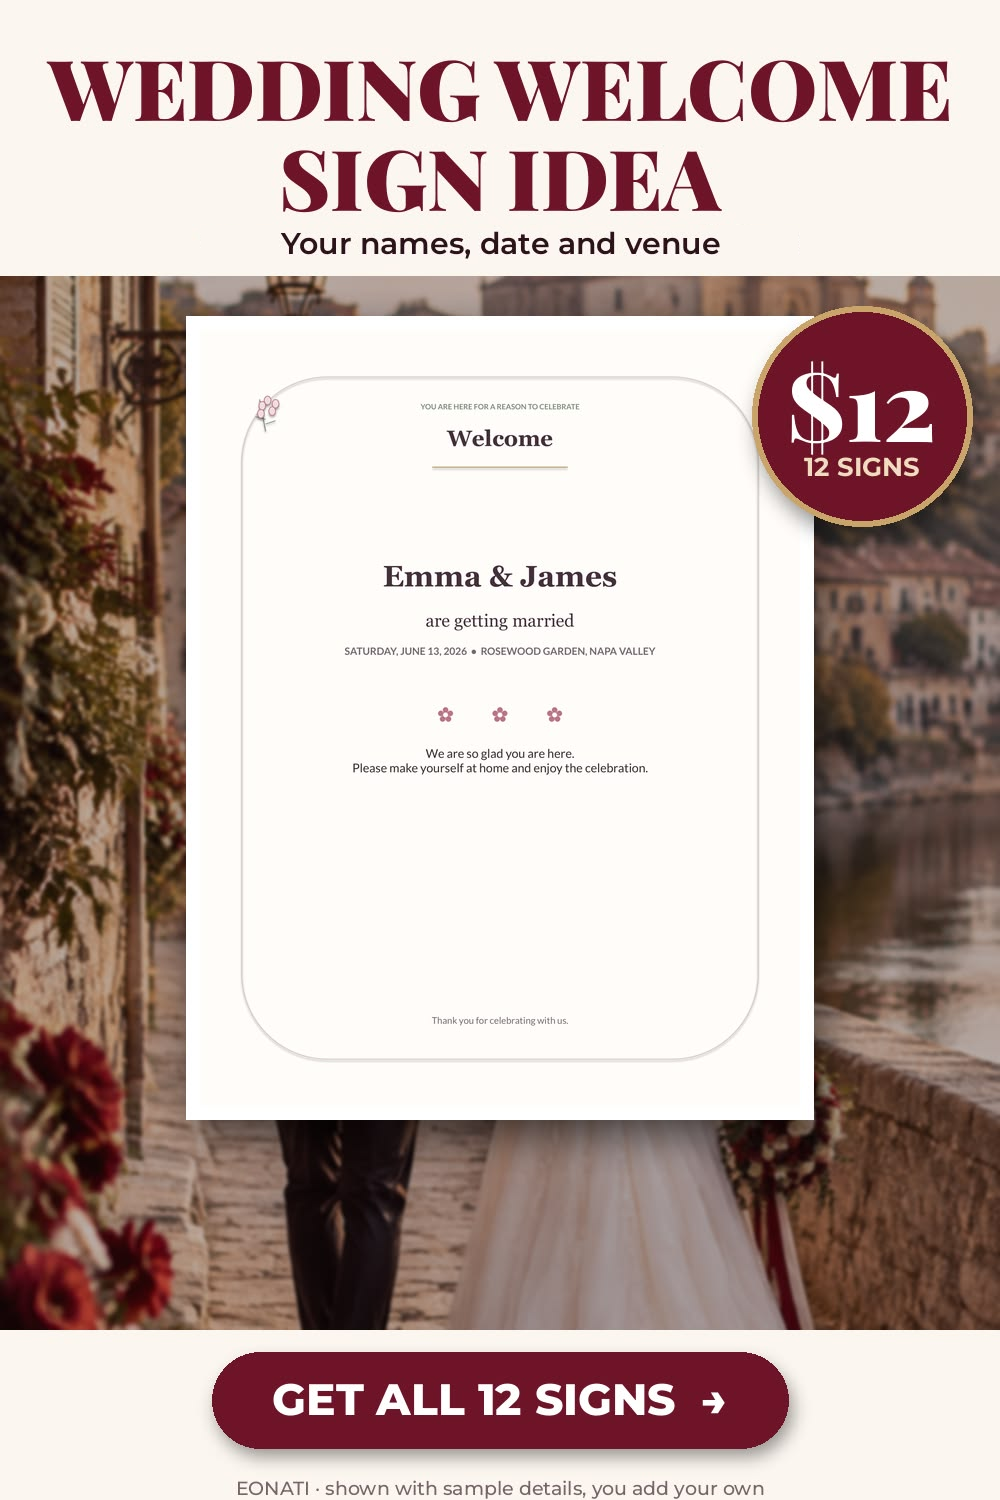 WEDDING WELCOME
SIGN IDEA
Your names, date and venue
$12
12 SIGNS
YOU ARE HERE FOR A REASON TO CELEBRATE
Welcome
Emma & James
are getting married
SATURDAY, JUNE 13, 2026 • ROSEWOOD GARDEN, NAPA VALLEY
We are so glad you are here.
Please make yourself at home and enjoy the celebration.
Thank you for celebrating with us.
GET ALL 12 SIGNS →
EONATI · shown with sample details, you add your own